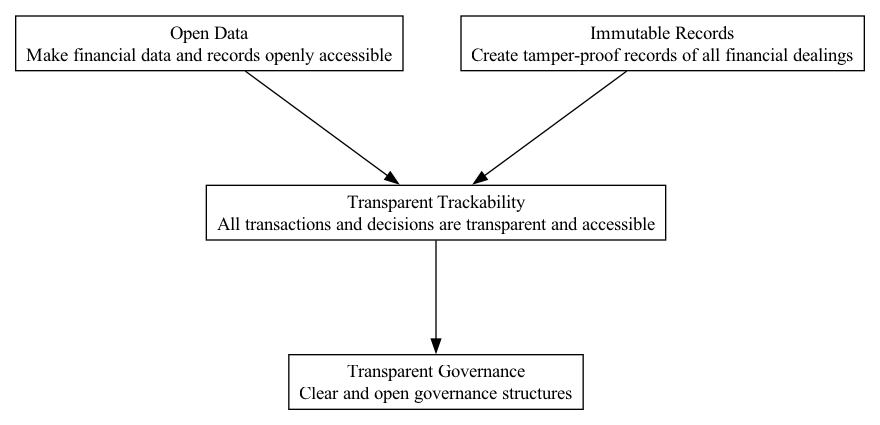 Open Data
Make financial data and records openly accessible
Immutable Records
Create tamper-proof records of all financial dealings
Transparent Trackability
All transactions and decisions are transparent and accessible
Transparent Governance
Clear and open governance structures